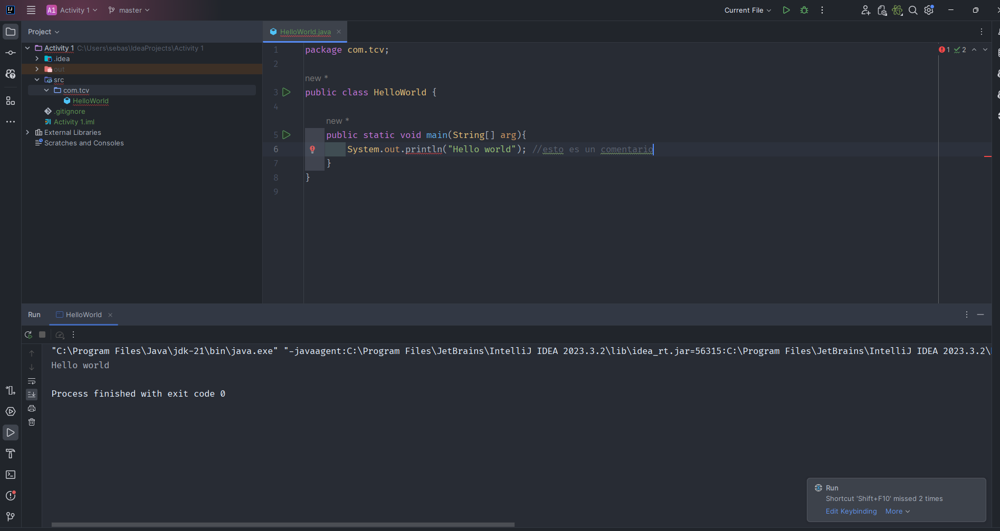 A1 Activity 1 master Current File
Project
HelloWorld.java
Activity 1 C:\Users\sebas\IdeaProjects\Activity 1
.idea
out
src
com.tcv
HelloWorld
.gitignore
Activity 1.iml
External Libraries
Scratches and Consoles
1 package com.tcv;
1 2
2
new *
3 public class HelloWorld {
4
new *
5 public static void main(String[] arg){
6 System.out.println("Hello world"); //esto es un comentario
7 }
8 }
9
Run HelloWorld
"C:\Program Files\Java\jdk-21\bin\java.exe" "-javaagent:C:\Program Files\JetBrains\IntelliJ IDEA 2023.3.2\lib\idea_rt.jar=56315:C:\Program Files\JetBrains\IntelliJ IDEA 2023.3.2\
Hello world
Process finished with exit code 0
Run
Shortcut 'Shift+F10' missed 2 times
Edit Keybinding More